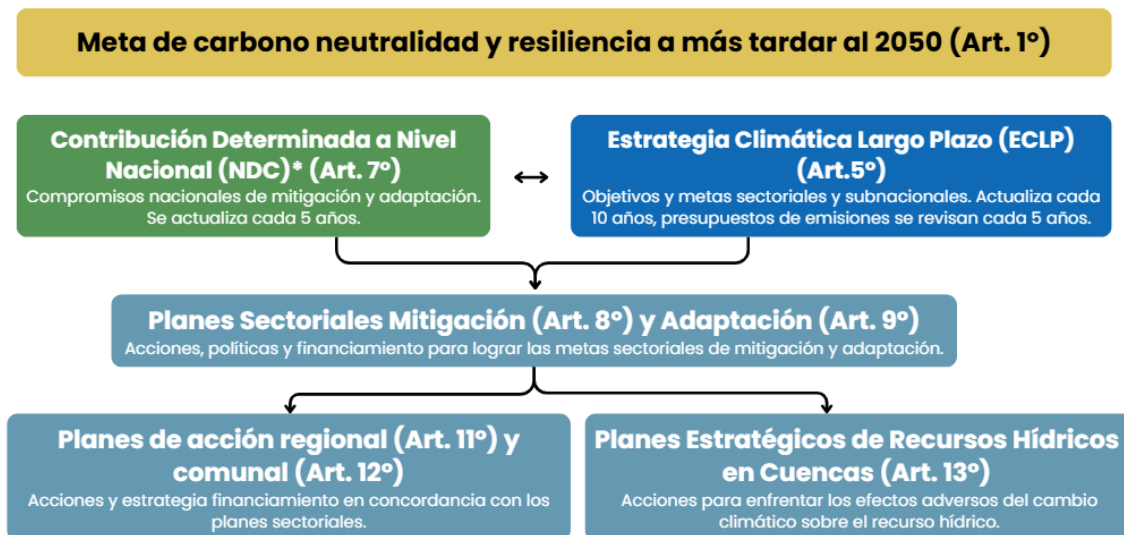 Meta de carbono neutralidad y resiliencia a más tardar al 2050 (Art. 1°)
Contribución Determinada a Nivel
Nacional (NDC)* (Art. 7°)
Compromisos nacionales de mitigación y adaptación.
Se actualiza cada 5 años.
Estrategia Climática Largo Plazo (ECLP)
(Art.5°)
Objetivos y metas sectoriales y subnacionales. Actualiza cada
10 años, presupuestos de emisiones se revisan cada 5 años.
Planes Sectoriales Mitigación (Art. 8°) y Adaptación (Art. 9°)
Acciones, políticas y financiamiento para lograr las metas sectoriales de mitigación y adaptación.
Planes de acción regional (Art. 11°) y
comunal (Art. 12°)
Acciones y estrategia financiamiento en concordancia con los
planes sectoriales.
Planes Estratégicos de Recursos Hídricos
en Cuencas (Art. 13°)
Acciones para enfrentar los efectos adversos del cambio
climático sobre el recurso hídrico.